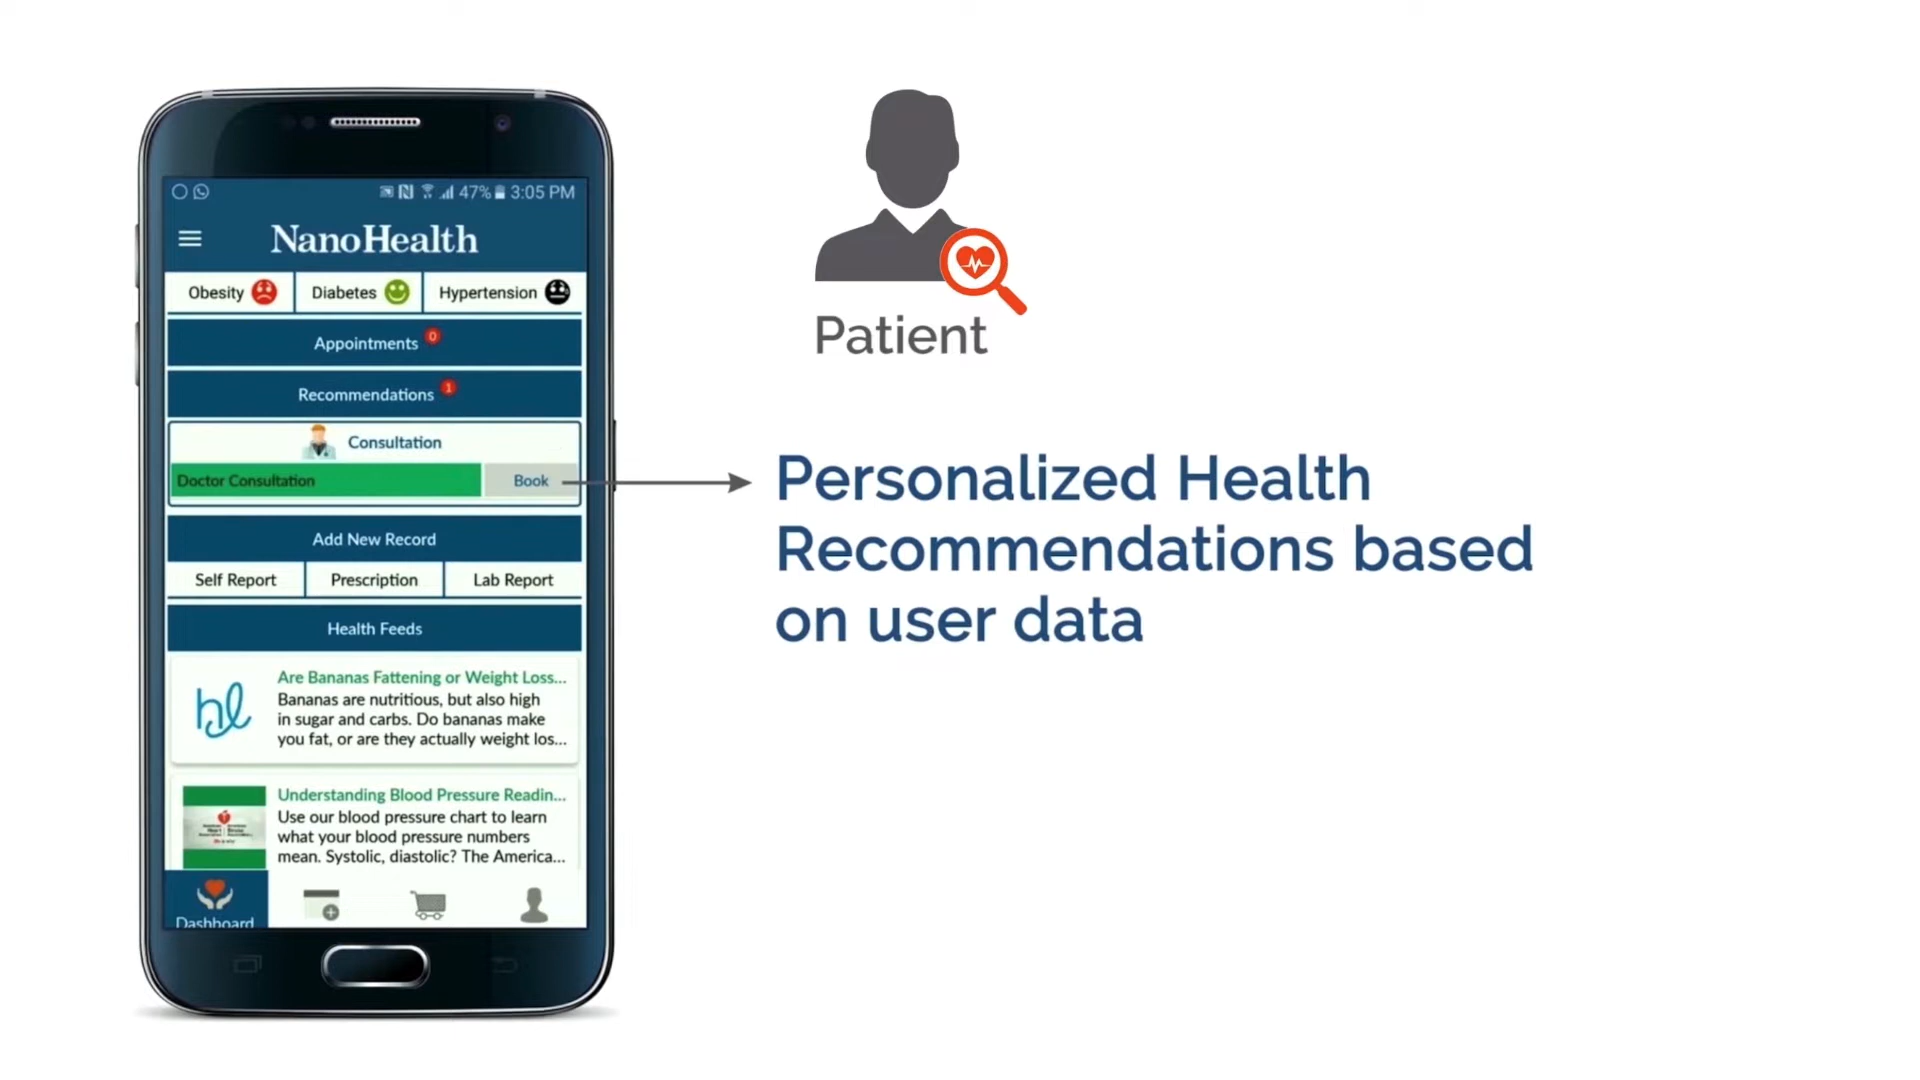 47% 3:05 PM
NanoHealth
Obesity Diabetes Hypertension
Appointments 0
Recommendations 1
Consultation
Doctor Consultation Book
Add New Record
Self Report Prescription Lab Report
Health Feeds
Are Bananas Fattening or Weight Loss...
Bananas are nutritious, but also high
in sugar and carbs. Do bananas make
you fat, or are they actually weight los...
hl
Understanding Blood Pressure Readin...
Use our blood pressure chart to learn
what your blood pressure numbers
mean. Systolic, diastolic? The America...
Dashboard
Patient
Personalized Health
Recommendations based
on user data